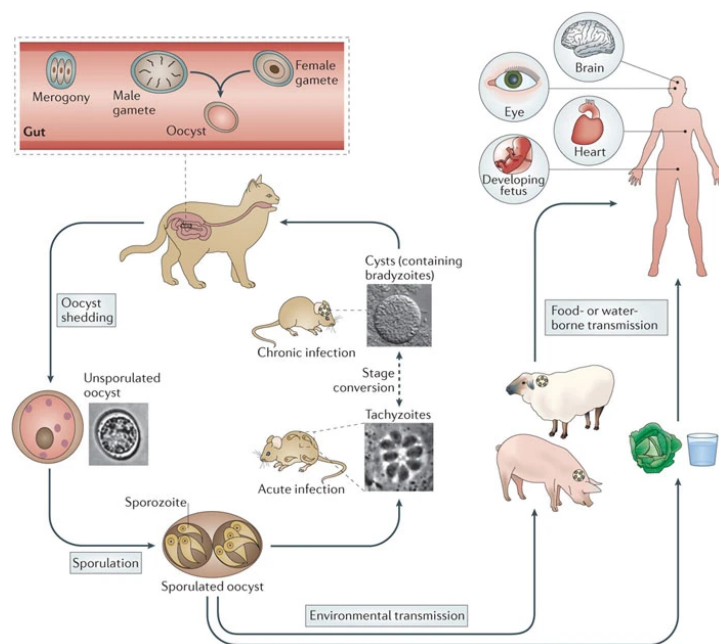 Merogony
Male
gamete
Female
gamete
Oocyst
Gut
Brain
Eye
Heart
Developing
fetus
Oocyst
shedding
Cysts (containing
bradyzoites)
Chronic infection
Stage
conversion
Food- or water-
borne transmission
Unsporulated
oocyst
Tachyzoites
Acute infection
Sporozoite
Sporulation
Sporulated oocyst
Environmental transmission